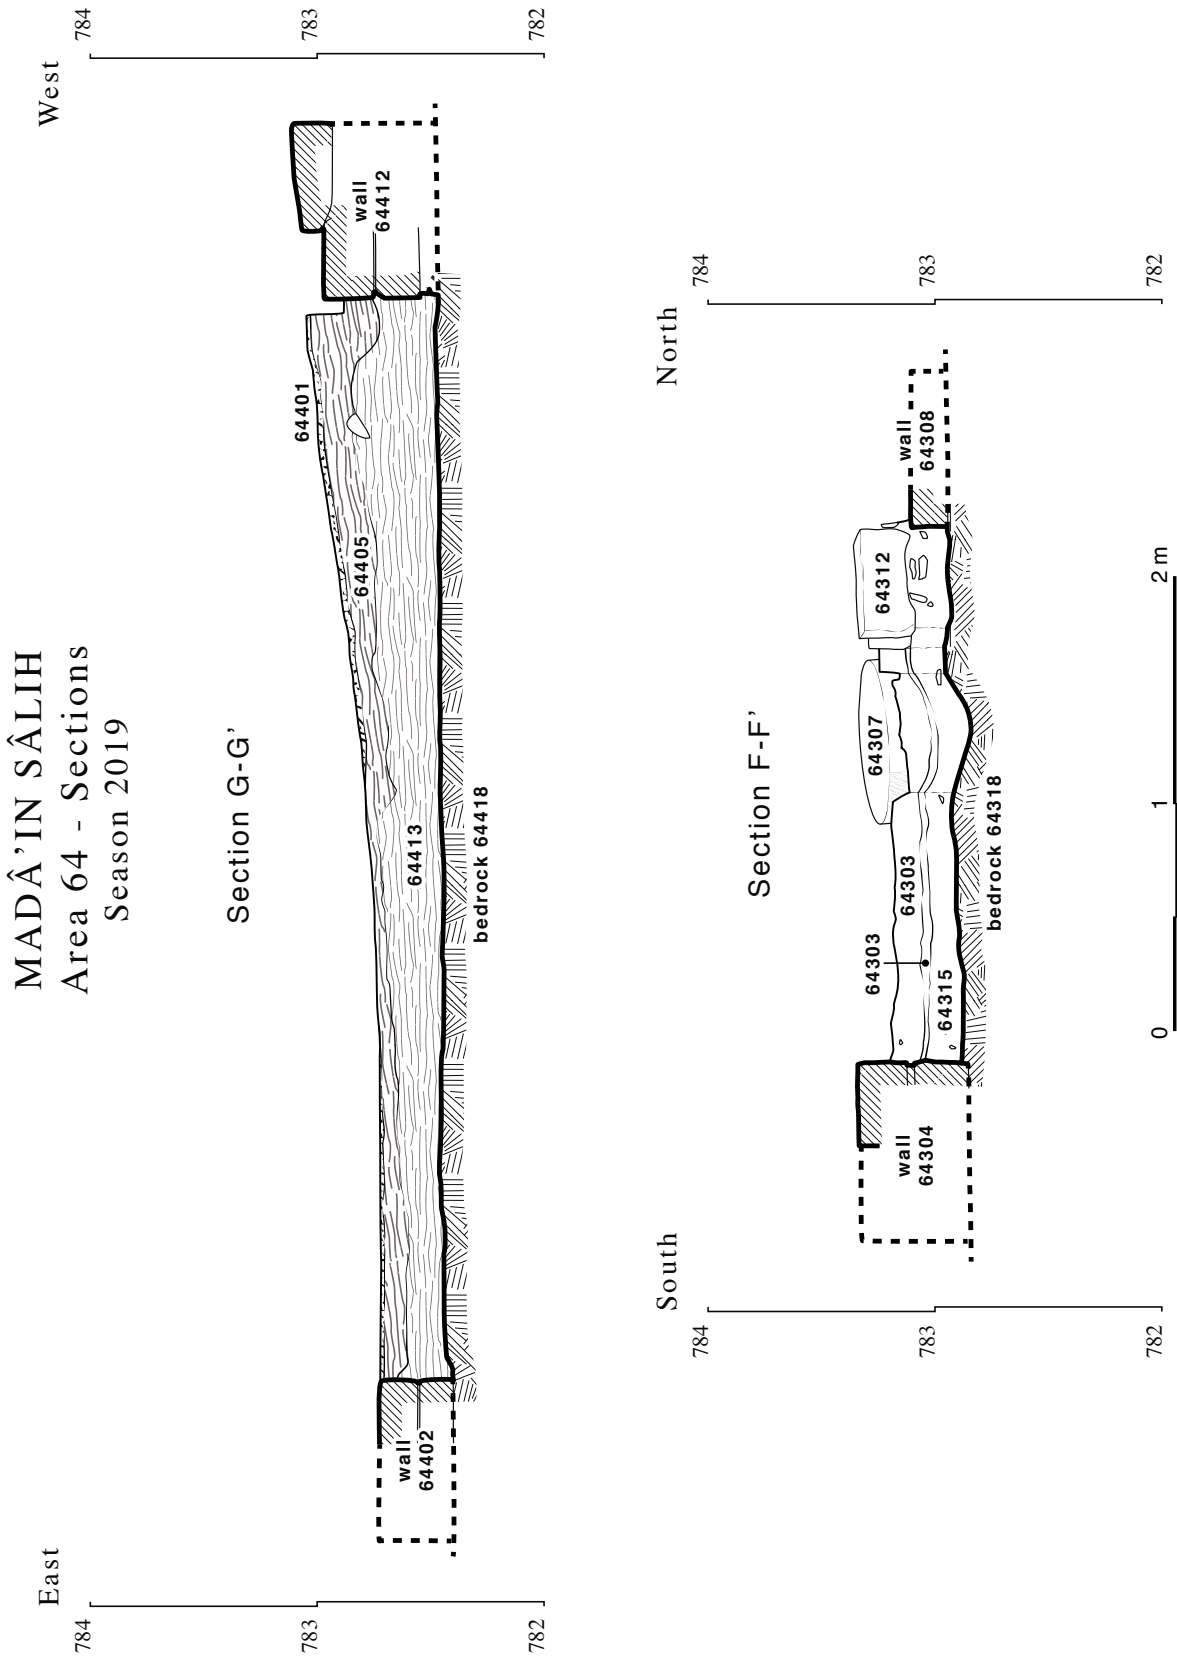 MADÂ’IN SÂLIH
Area 64 - Sections
Season 2019
Section G-G’
East
West
784
783
782
784
783
782
64401
64405
64413
wall
64402
wall
64412
bedrock 64418
Section F-F’
South
North
784
783
782
784
783
782
wall
64304
64303
64303
64315
64307
64312
wall
64308
bedrock 64318
0
1
2 m